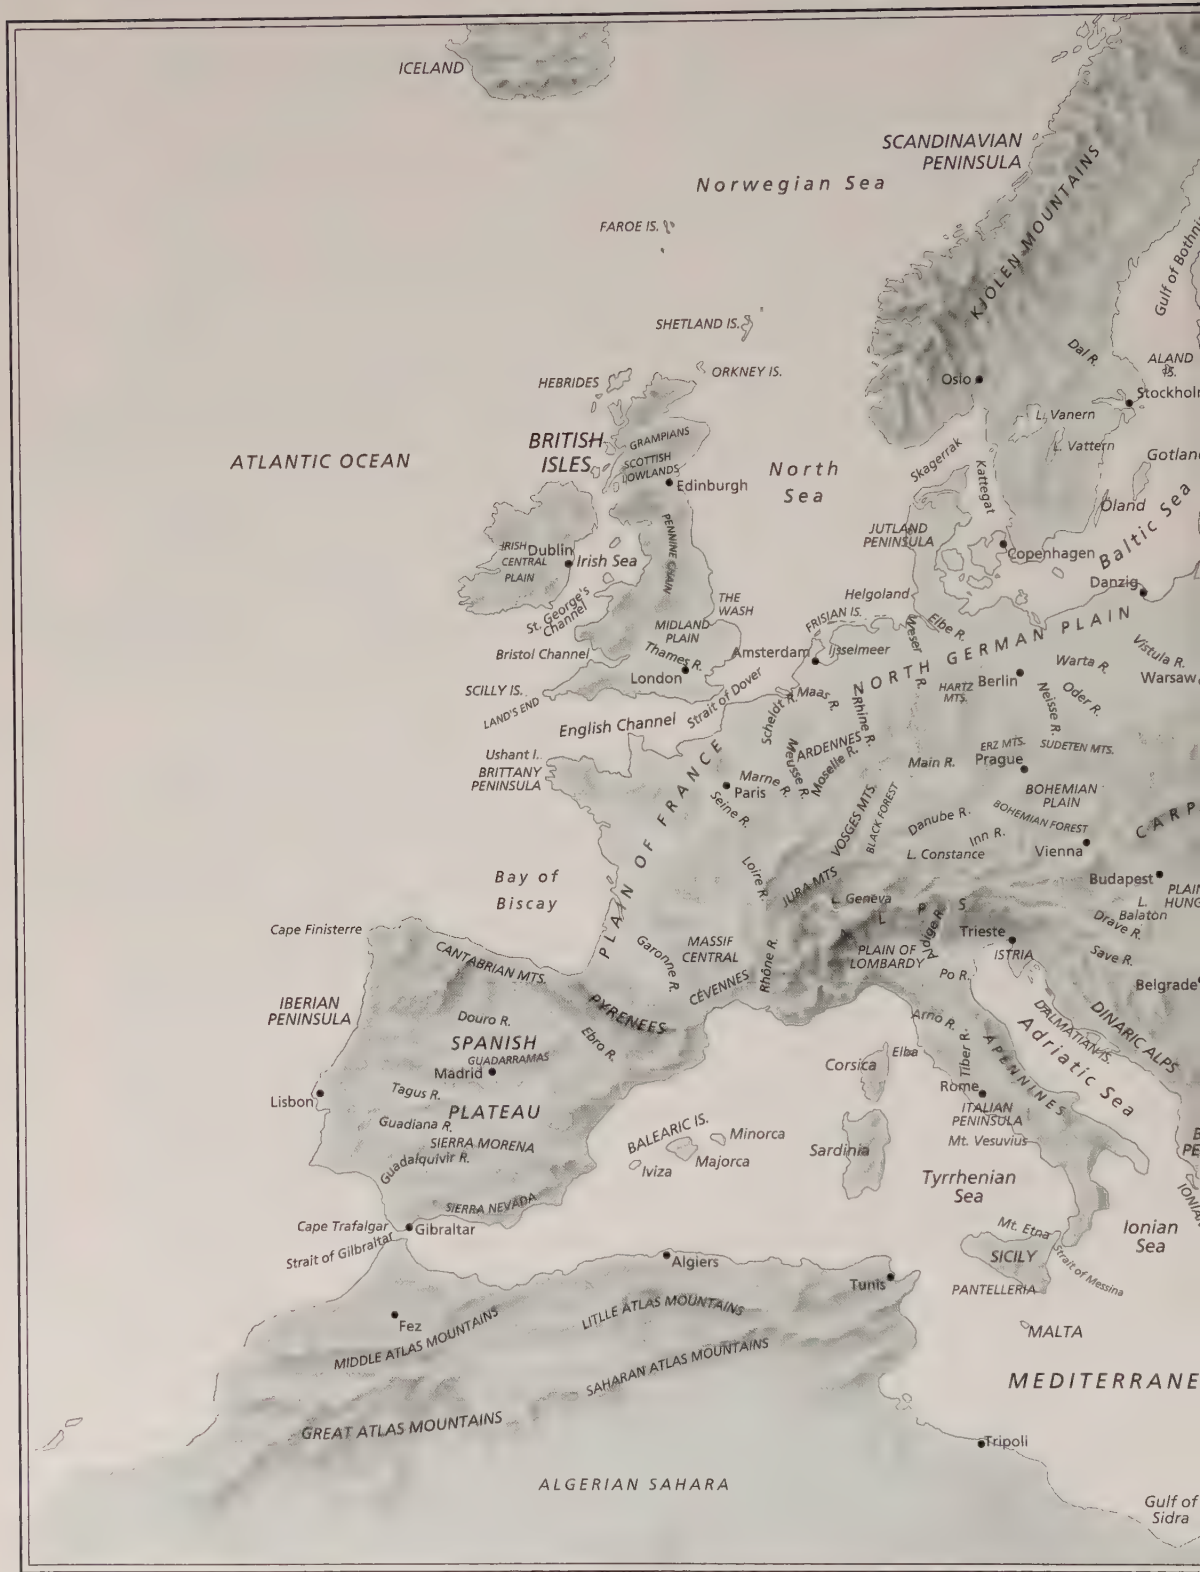 ICELAND
SCANDINAVIAN
PENINSULA
Norwegian Sea
KJOLEN MOUNTAINS
FAROE IS.
Gulf of Bothni
SHETLAND IS.
Dal R.
ALAND
IS.
HEBRIDES
ORKNEY IS.
Oslo
Stockholm
L. Vanern
BRITISH
ISLES
GRAMPIANS
SCOTTISH
LOWLANDS
L. Vattern
Gotland
ATLANTIC OCEAN
North
Sea
Skagerrak
Kattegat
Edinburgh
Öland
Baltic Sea
PENNINE CHAIN
JUTLAND
PENINSULA
IRISH
CENTRAL
PLAIN
Dublin
Irish Sea
Copenhagen
Danzig
St. George's
Channel
THE
WASH
Helgoland
FRISIAN IS.
Elbe R.
Weser R.
MIDLAND
PLAIN
NORTH GERMAN PLAIN
Vistula R.
Bristol Channel
Thames R.
Amsterdam
Ijsselmeer
Warta R.
Warsaw
London
HARTZ
MTS.
Berlin
Oder R.
Neisse R.
SCILLY IS.
LAND'S END
Strait of Dover
Maas R.
Scheldt R.
N. Rhine R.
English Channel
ARDENNES
ERZ MTS.
SUDETEN MTS.
Ushant I.
BRITTANY
PENINSULA
Meusse R.
Moselle R.
Main R.
Prague
Marne R.
Paris
Seine R.
BOHEMIAN
PLAIN
PLAIN OF FRANCE
VOSGES MTS.
BLACK FOREST
Danube R.
BOHEMIAN FOREST
CARP
Inn R.
L. Constance
Vienna
Bay of
Biscay
Loire R.
JURA MTS
L. Geneva
Budapest
PLAIN
HUNG
L.
Balaton
ALPS
Drave R.
Cape Finisterre
Trieste
Adige R.
CANTABRIAN MTS.
Garonne R.
MASSIF
CENTRAL
Rhône R.
PLAIN OF
LOMBARDY
ISTRIA
Save R.
Po R.
CÉVENNES
Belgrade
IBERIAN
PENINSULA
PYRENEES
Douro R.
Ebro R.
Arno R.
DALMATIAN IS.
DINARIC ALPS
SPANISH
GUADARRAMAS
Adriatic Sea
Madrid
Corsica
Elba
Tiber R.
APENNINES
Lisbon
Tagus R.
Rome
PLATEAU
ITALIAN
PENINSULA
Guadiana R.
BALEARIC IS.
Minorca
Mt. Vesuvius
SIERRA MORENA
Sardinia
Guadalquivir R.
Iviza
Majorca
Tyrrhenian
Sea
SIERRA NEVADA
Cape Trafalgar
Gibraltar
Strait of Gilbraltar
Mt. Etna
Ionian
Sea
SICILY
Strait of Messina
Algiers
Tunis
PANTELLERIA
Fez
LITLLE ATLAS MOUNTAINS
MIDDLE ATLAS MOUNTAINS
MALTA
SAHARAN ATLAS MOUNTAINS
MEDITERRANE
GREAT ATLAS MOUNTAINS
Tripoli
ALGERIAN SAHARA
Gulf of
Sidra